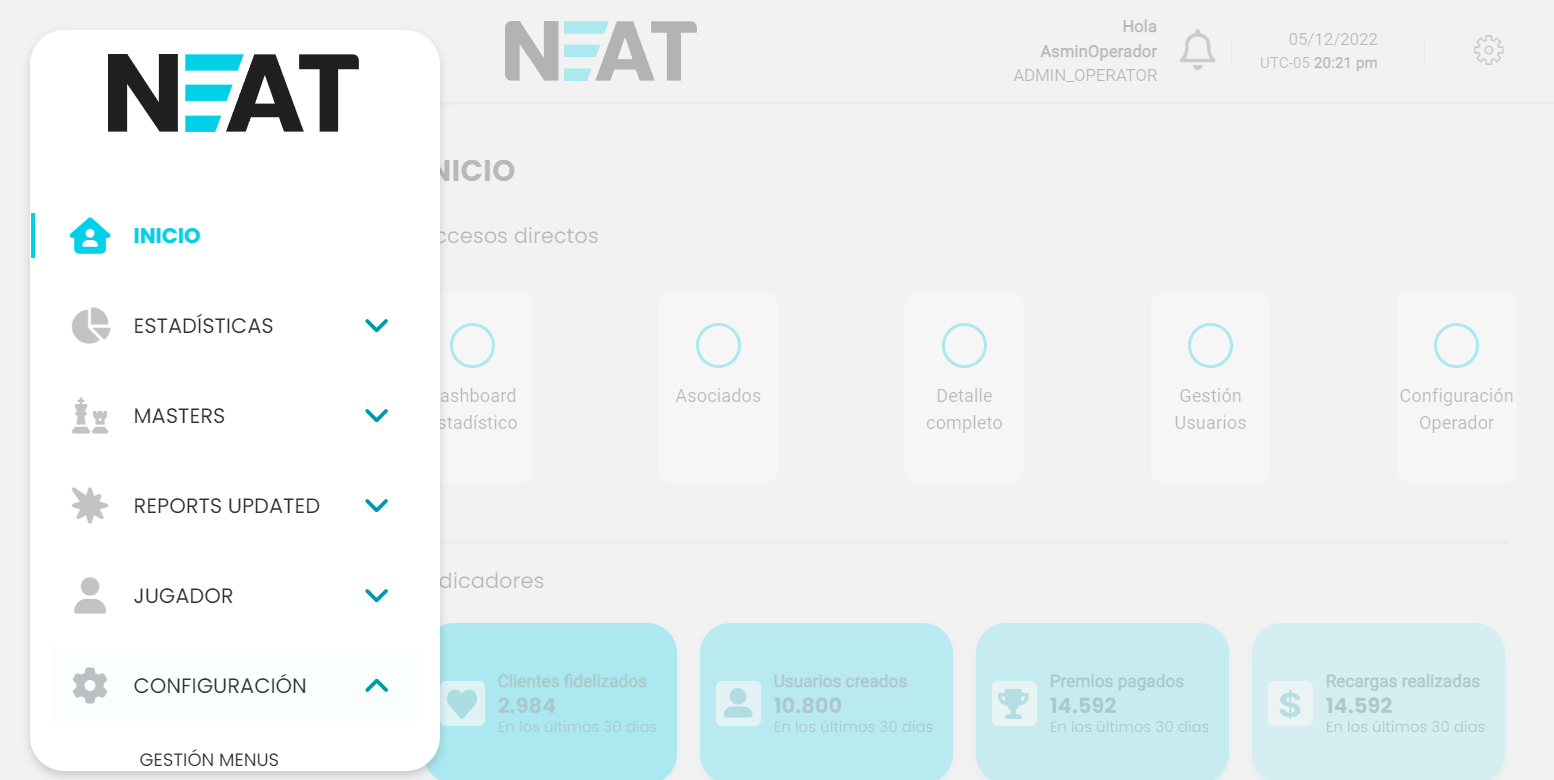 NEAT
INICIO
ESTADÍSTICAS
MASTERS
REPORTS UPDATED
JUGADOR
CONFIGURACIÓN
GESTIÓN MENUS
NEAT
Hola
AsminOperador
ADMIN_OPERATOR
05/12/2022
UTC-05 20:21 pm
NICIO
ccesos directos
ashboard
stadístico
Asociados
Detalle
completo
Gestión
Usuarios
Configuración
Operador
dicadores
Clientes fidelizados
2.984
En los últimos 30 dias
Usuarios creados
10.800
En los últimos 30 dias
Premios pagados
14.592
En los últimos 30 dias
Recargas realizadas
14.592
En los últimos 30 dias